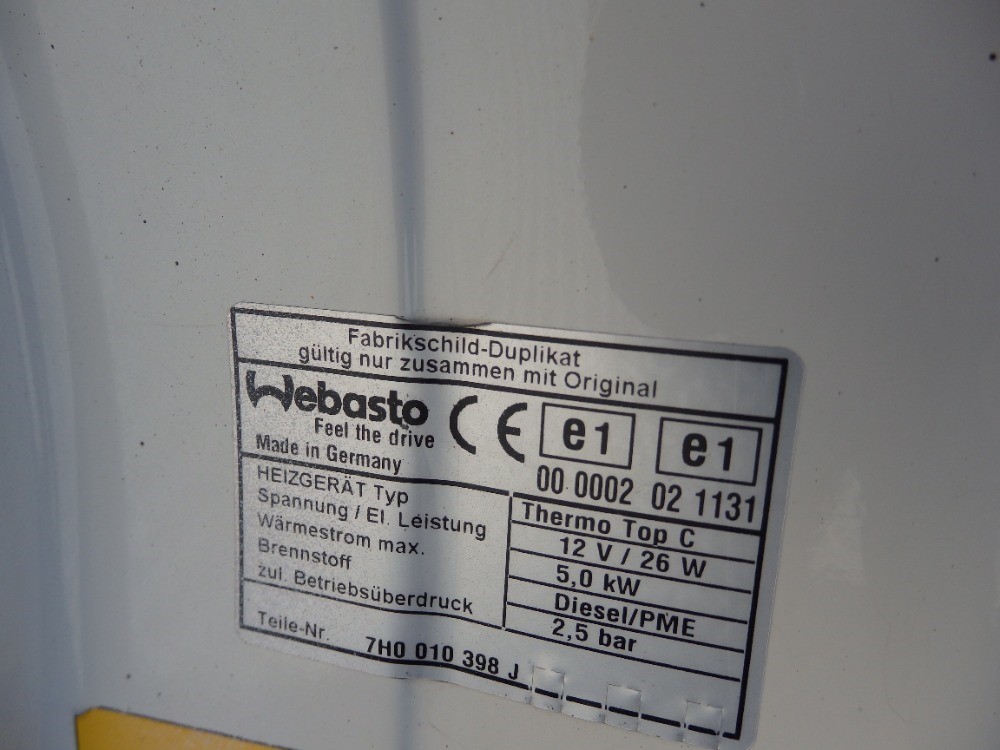 Fabrikschild-Duplikat
gültig nur zusammen mit Original
Webasto CE e1 e1
Feel the drive
Made in Germany 00 0002 02 1131
HEIZGERÄT Typ Thermo Top C
Spannung / El. Leistung 12 V / 26 W
Wärmestrom max. 5,0 kW
Brennstoff Diesel/PME
zul. Betriebsüberdruck 2,5 bar
Teile-Nr. 7H0 010 398 J